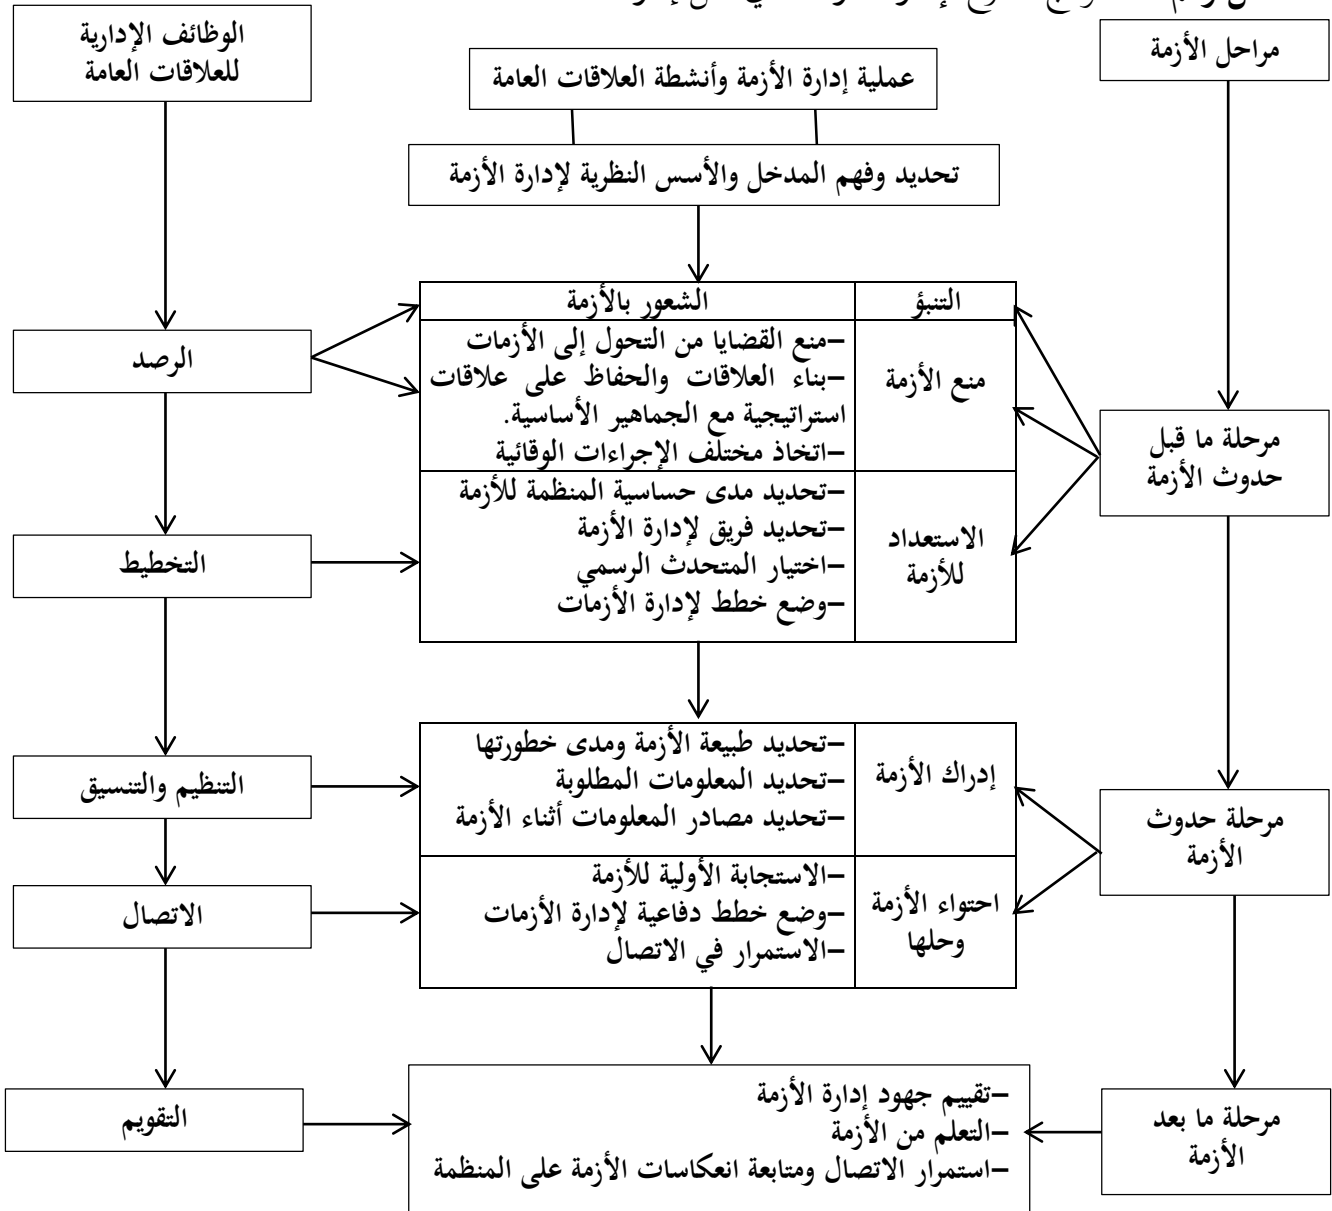 مراحل الأزمة
عملية إدارة الأزمة وأنشطة العلاقات العامة
الوظائف الإدارية
للعلاقات العامة
تحديد وفهم المدخل والأسس النظرية لإدارة الأزمة
التنبؤ
الشعور بالأزمة
منع الأزمة
–منع القضايا من التحول إلى الأزمات
–بناء العلاقات والحفاظ على علاقات
استراتيجية مع الجماهير الأساسية.
–اتخاذ مختلف الإجراءات الوقائية
الرصد
مرحلة ما قبل
حدوث الأزمة
الاستعداد
للأزمة
–تحديد مدى حساسية المنظمة للأزمة
–تحديد فريق لإدارة الأزمة
–اختيار المتحدث الرسمي
–وضع خطط لإدارة الأزمات
التخطيط
إدراك الأزمة
–تحديد طبيعة الأزمة ومدى خطورتها
–تحديد المعلومات المطلوبة
–تحديد مصادر المعلومات أثناء الأزمة
التنظيم والتنسيق
مرحلة حدوث
الأزمة
احتواء الأزمة
وحلها
–الاستجابة الأولية للأزمة
–وضع خطط دفاعية لإدارة الأزمات
–الاستمرار في الاتصال
الاتصال
مرحلة ما بعد
الأزمة
–تقييم جهود إدارة الأزمة
–التعلم من الأزمة
–استمرار الاتصال ومتابعة انعكاسات الأزمة على المنظمة
التقويم